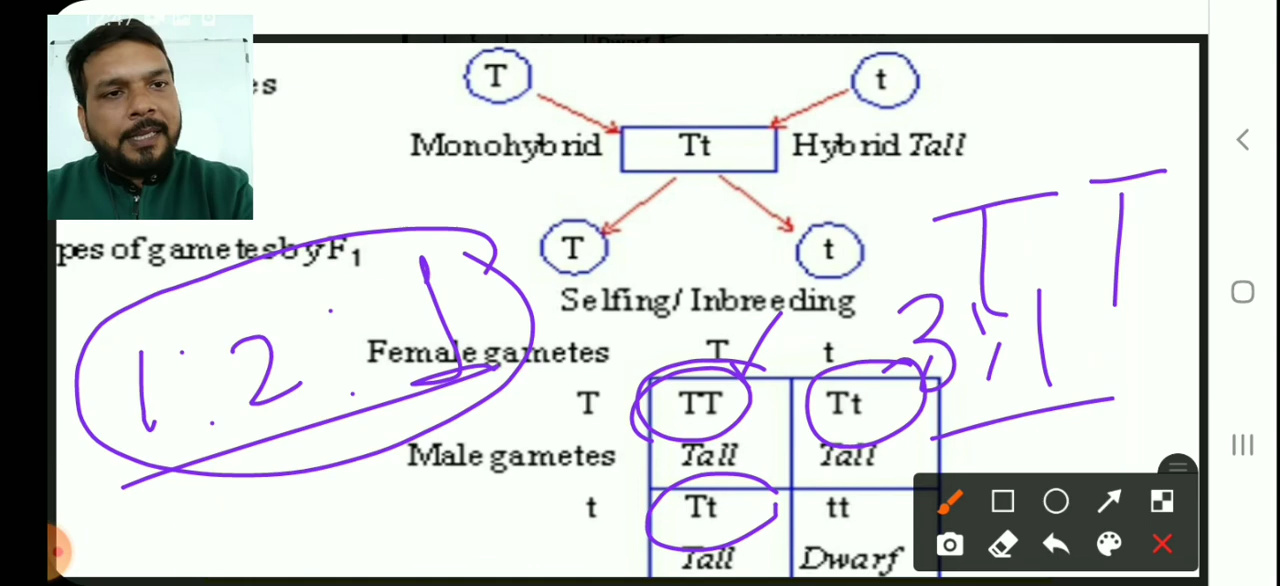 es
T t
Monohybrid Tt Hybrid Tall
pes of gametes by F1
T t
T T
Selfing/ Inbreeding
3:1
1:2:1
Female gametes T t
T TT Tt
Male gametes Tall Tall
t Tt tt
Tall Dwarf